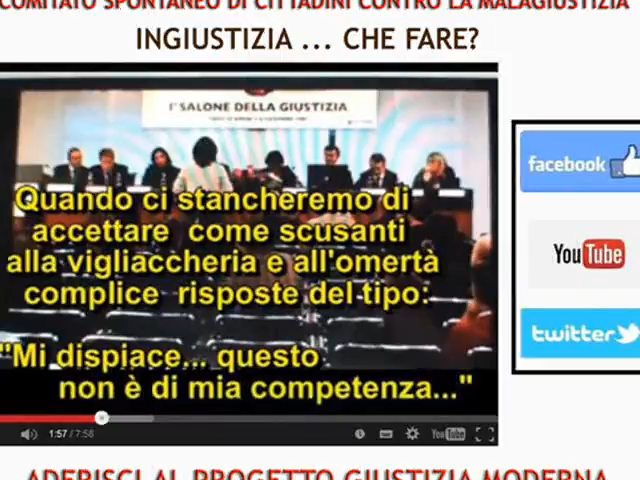 COMITATO SPONTANEO DI CITTADINI CONTRO LA MALAGIUSTIZIA
INGIUSTIZIA ... CHE FARE?
1° SALONE DELLA GIUSTIZIA
Quando ci stancheremo di
accettare come scusanti
alla vigliaccheria e all'omertà
complice risposte del tipo:
"Mi dispiace... questo
non è di mia competenza..."
1:57 / 7:58
YouTube
facebook
YouTube
twitter
ADERISCI AL PROGETTO GIUSTIZIA MODERNA